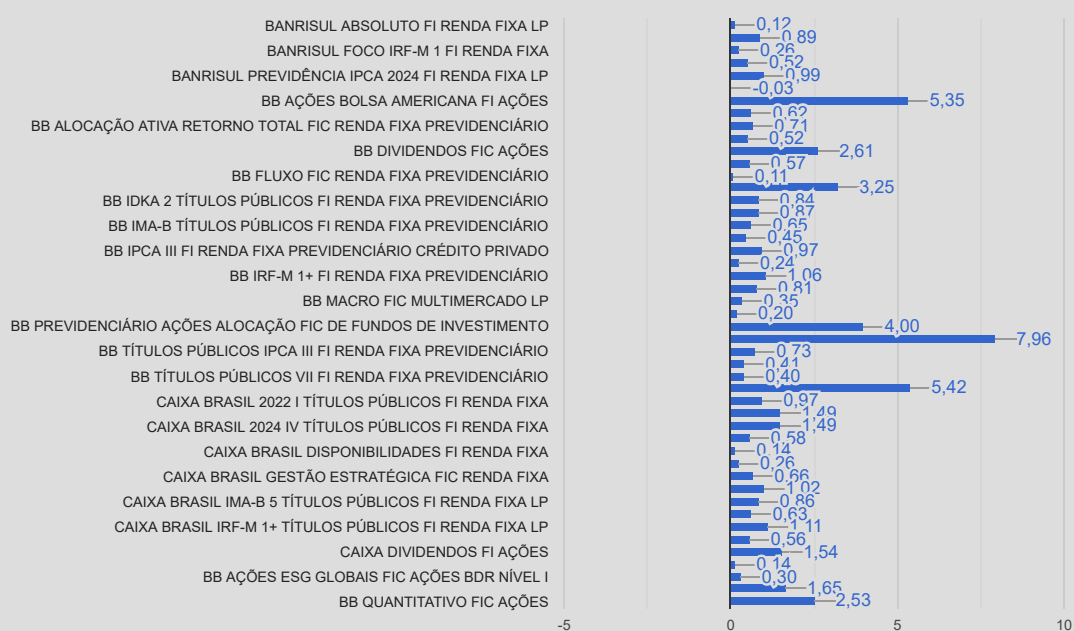 BANRISUL ABSOLUTO FI RENDA FIXA LP 0,12
0,89
BANRISUL FOCO IRF-M 1 FI RENDA FIXA 0,26
0,52
BANRISUL PREVIDÊNCIA IPCA 2024 FI RENDA FIXA LP 0,99
-0,03
BB AÇÕES BOLSA AMERICANA FI AÇÕES 5,35
0,62
BB ALOCAÇÃO ATIVA RETORNO TOTAL FIC RENDA FIXA PREVIDENCIÁRIO 0,71
0,52
BB DIVIDENDOS FIC AÇÕES 2,61
0,57
BB FLUXO FIC RENDA FIXA PREVIDENCIÁRIO 0,11
3,25
BB IDKA 2 TÍTULOS PÚBLICOS FI RENDA FIXA PREVIDENCIÁRIO 0,84
0,87
BB IMA-B TÍTULOS PÚBLICOS FI RENDA FIXA PREVIDENCIÁRIO 0,65
0,45
BB IPCA III FI RENDA FIXA PREVIDENCIÁRIO CRÉDITO PRIVADO 0,97
0,24
BB IRF-M 1+ FI RENDA FIXA PREVIDENCIÁRIO 1,06
0,81
BB MACRO FIC MULTIMERCADO LP 0,35
0,20
BB PREVIDENCIÁRIO AÇÕES ALOCAÇÃO FIC DE FUNDOS DE INVESTIMENTO 4,00
7,96
BB TÍTULOS PÚBLICOS IPCA III FI RENDA FIXA PREVIDENCIÁRIO 0,73
0,41
BB TÍTULOS PÚBLICOS VII FI RENDA FIXA PREVIDENCIÁRIO 0,40
5,42
CAIXA BRASIL 2022 I TÍTULOS PÚBLICOS FI RENDA FIXA 0,97
1,49
CAIXA BRASIL 2024 IV TÍTULOS PÚBLICOS FI RENDA FIXA 1,49
0,58
CAIXA BRASIL DISPONIBILIDADES FI RENDA FIXA 0,14
0,26
CAIXA BRASIL GESTÃO ESTRATÉGICA FIC RENDA FIXA 0,66
1,02
CAIXA BRASIL IMA-B 5 TÍTULOS PÚBLICOS FI RENDA FIXA LP 0,86
0,63
CAIXA BRASIL IRF-M 1+ TÍTULOS PÚBLICOS FI RENDA FIXA LP 1,11
0,56
CAIXA DIVIDENDOS FI AÇÕES 1,54
0,14
BB AÇÕES ESG GLOBAIS FIC AÇÕES BDR NÍVEL I 0,30
1,65
BB QUANTITATIVO FIC AÇÕES 2,53
-5 0 5 10